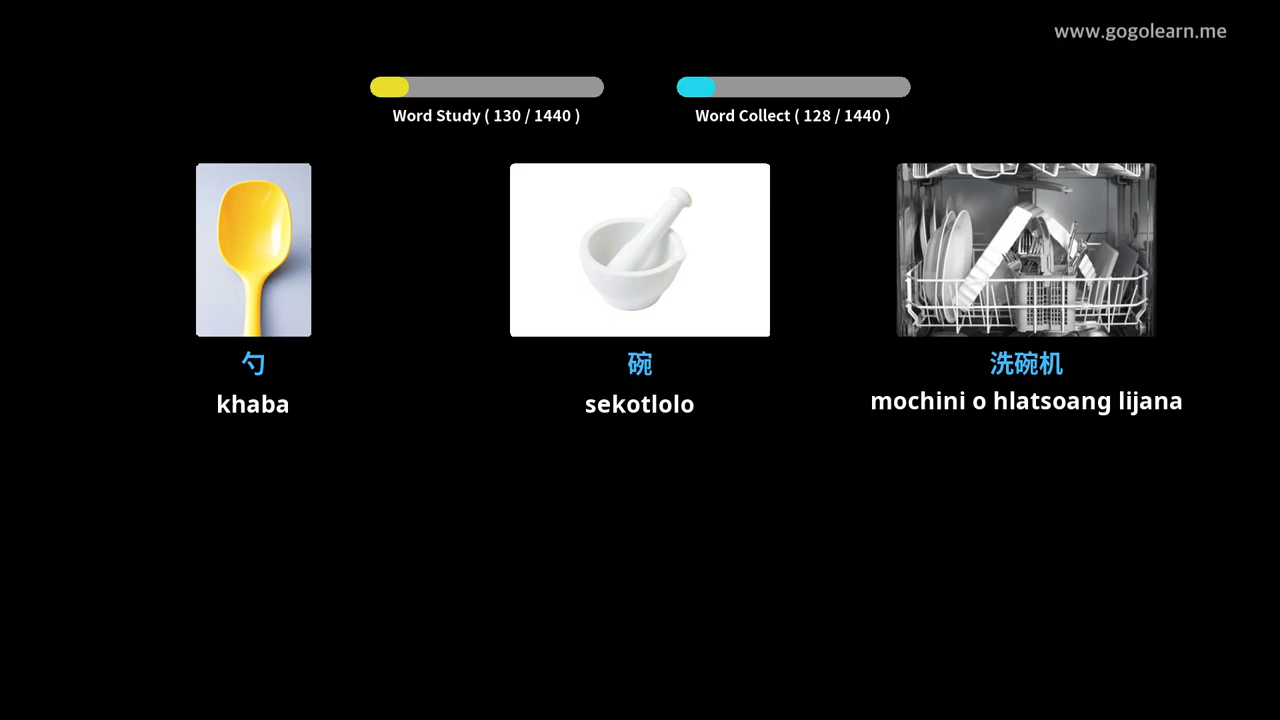 www.gogolearn.me
Word Study ( 130 / 1440 )
Word Collect ( 128 / 1440 )
勺
碗
洗碗机
khaba
sekotlolo
mochini o hlatsoang lijana